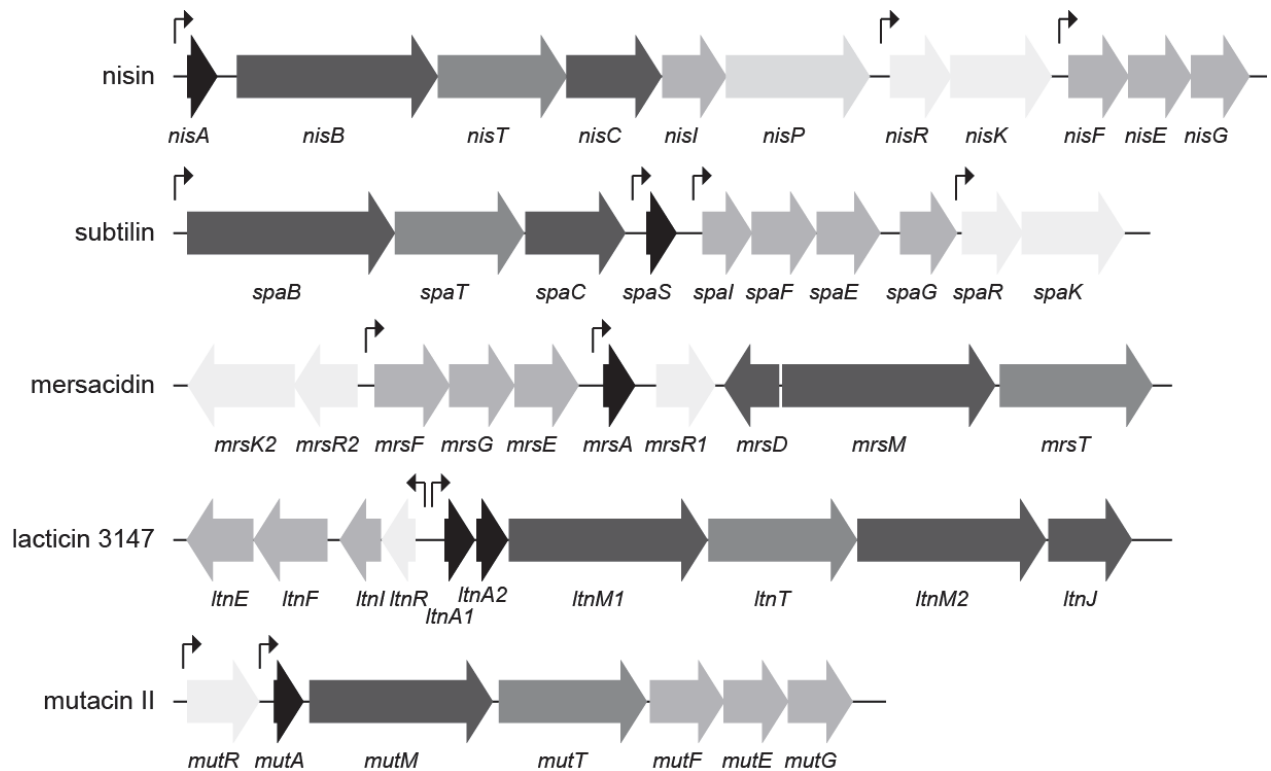 nisin
nisA nisB nisT nisC nisI nisP nisR nisK nisF nisE nisG
subtilin
spaB spaT spaC spaS spaI spaF spaE spaG spaR spaK
mersacidin
mrsK2 mrsR2 mrsF mrsG mrsE mrsA mrsR1 mrsD mrsM mrsT
lacticin 3147
ltnE ltnF ltnI ltnR ltnA1 ltnA2 ltnM1 ltnT ltnM2 ltnJ
mutacin II
mutR mutA mutM mutT mutF mutE mutG